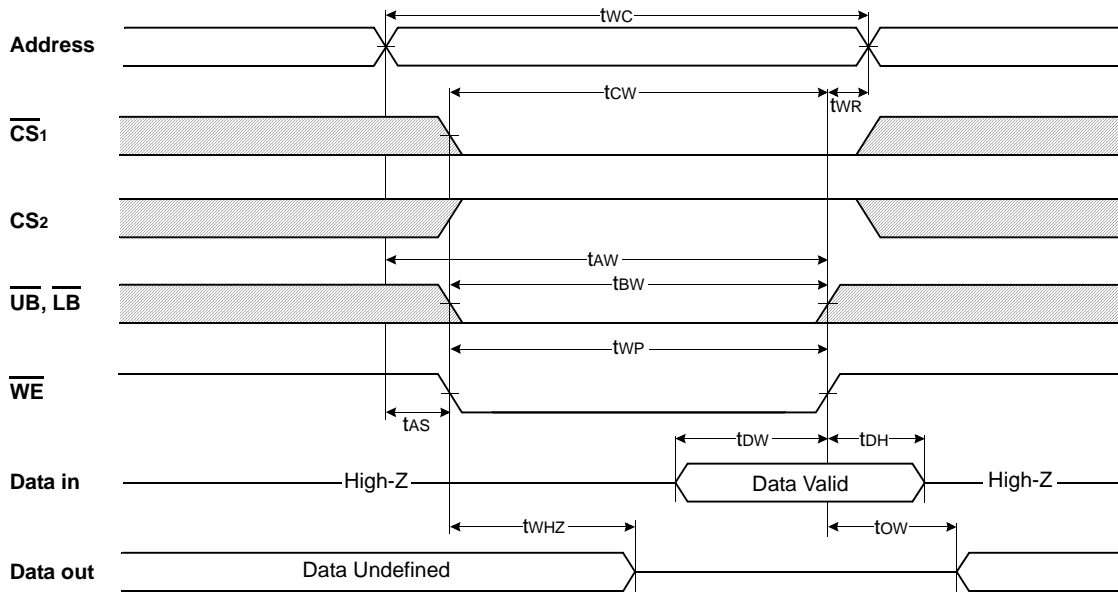 tWC
Address
tCW
tWR
CS1
CS2
tAW
tBW
UB, LB
tWP
WE
tAS
tDW
tDH
Data in
High-Z
Data Valid
High-Z
tWHZ
tOW
Data out
Data Undefined